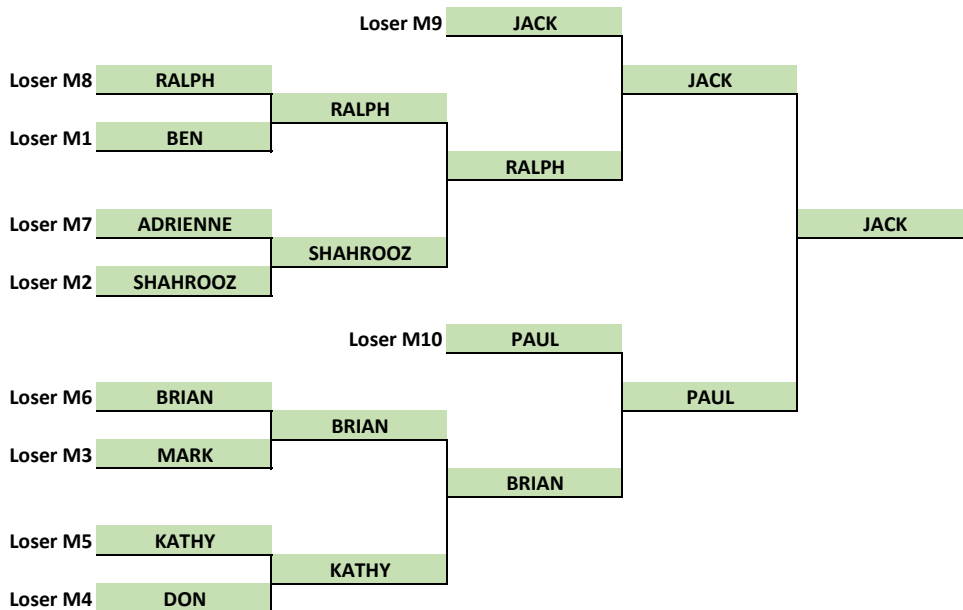 Loser M9 JACK
Loser M8 RALPH JACK
RALPH
Loser M1 BEN
RALPH
Loser M7 ADRIENNE JACK
SHAHROOZ
Loser M2 SHAHROOZ
Loser M10 PAUL
Loser M6 BRIAN PAUL
BRIAN
Loser M3 MARK
BRIAN
Loser M5 KATHY
KATHY
Loser M4 DON